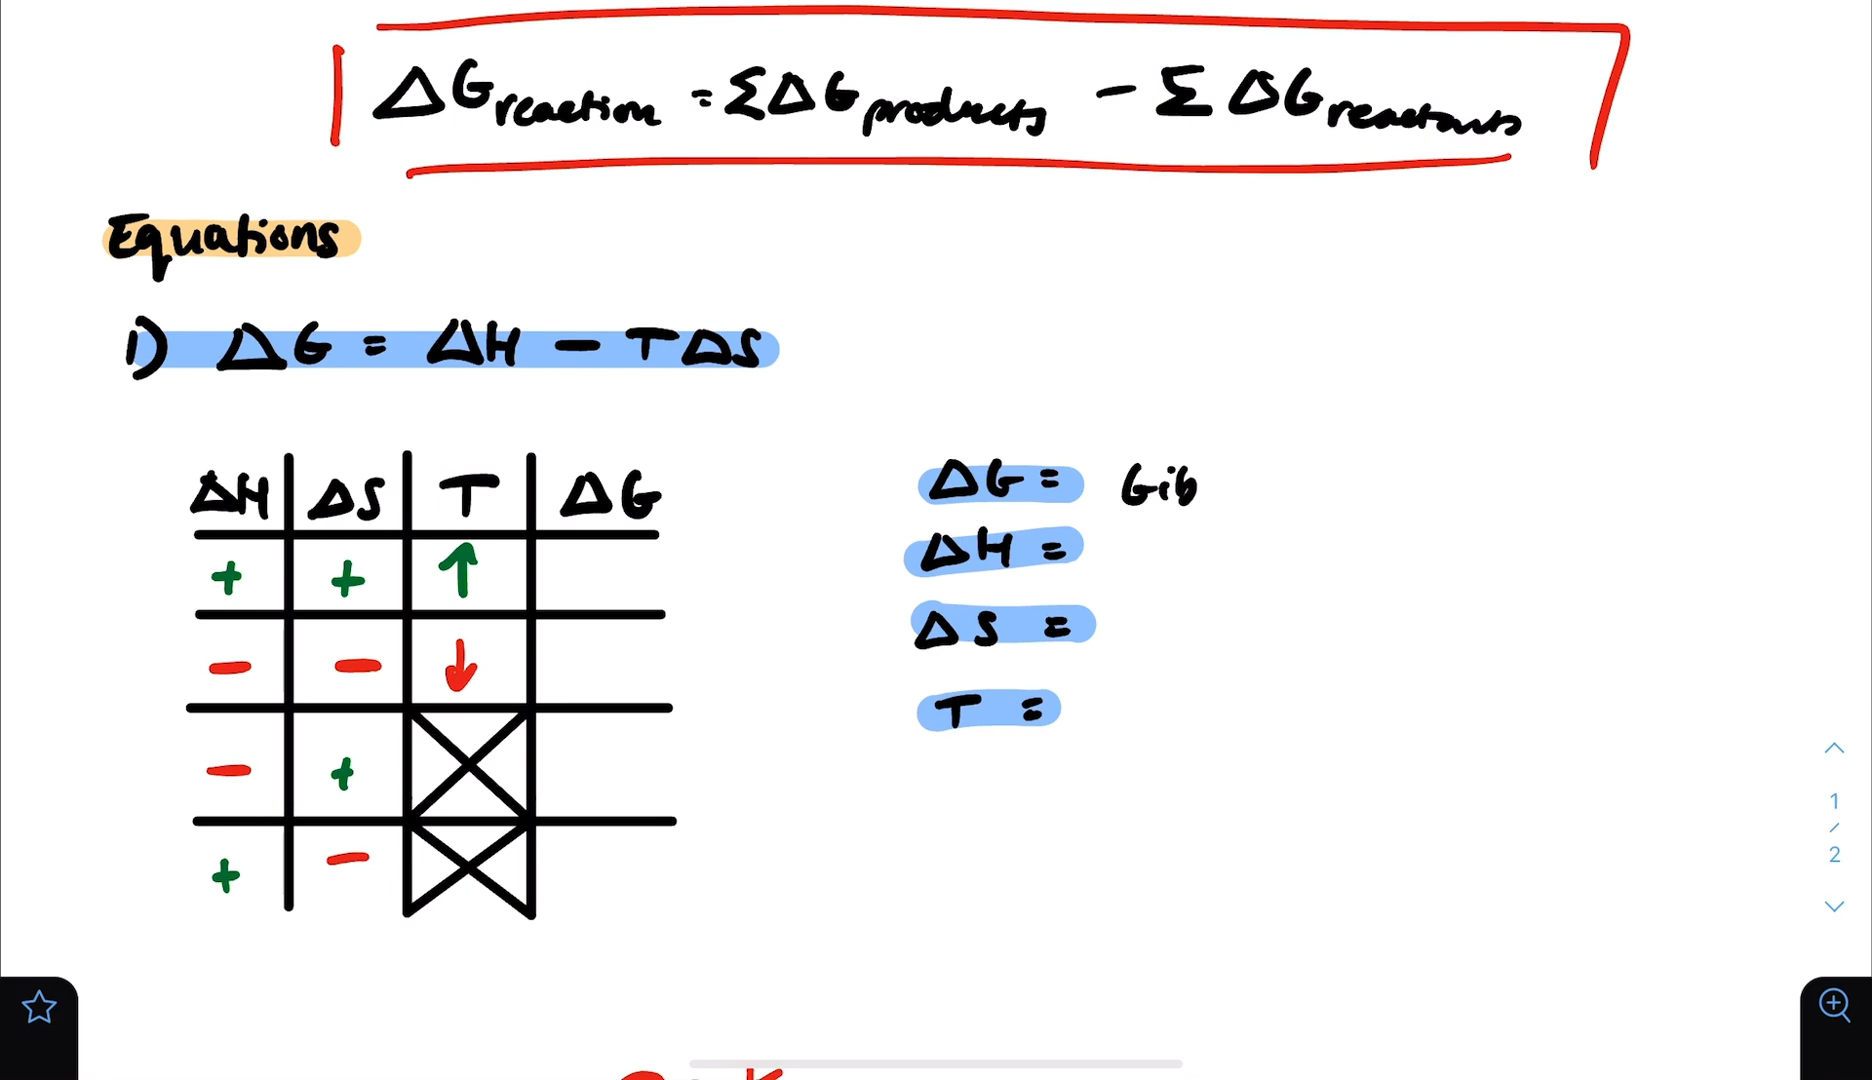 ΔG reaction = ΣΔG products − ΣΔG reactants
Equations
1) ΔG = ΔH − TΔS
ΔH ΔS T ΔG
+ + ↑
− − ↓
− +
+ −
ΔG = Gib
ΔH =
ΔS =
T =
1
/
2